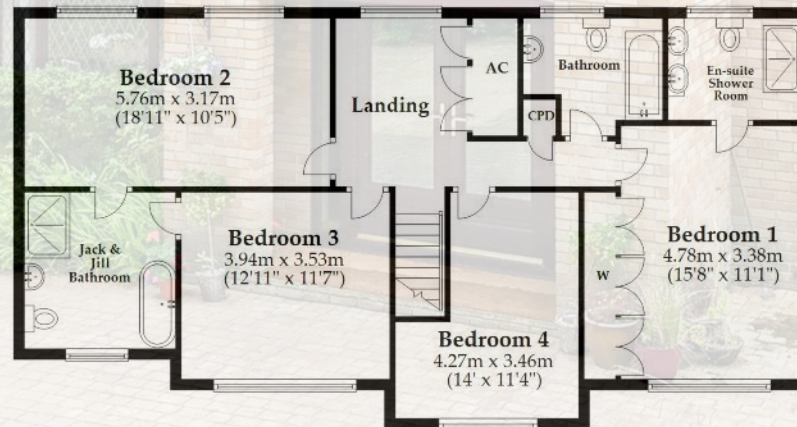 Bedroom 2
5.76m x 3.17m
(18'11" x 10'5")
Landing
AC
Bathroom
CPD
En-suite
Shower
Room
Jack &
Jill
Bathroom
Bedroom 3
3.94m x 3.53m
(12'11" x 11'7")
Bedroom 4
4.27m x 3.46m
(14' x 11'4")
W
Bedroom 1
4.78m x 3.38m
(15'8" x 11'1")